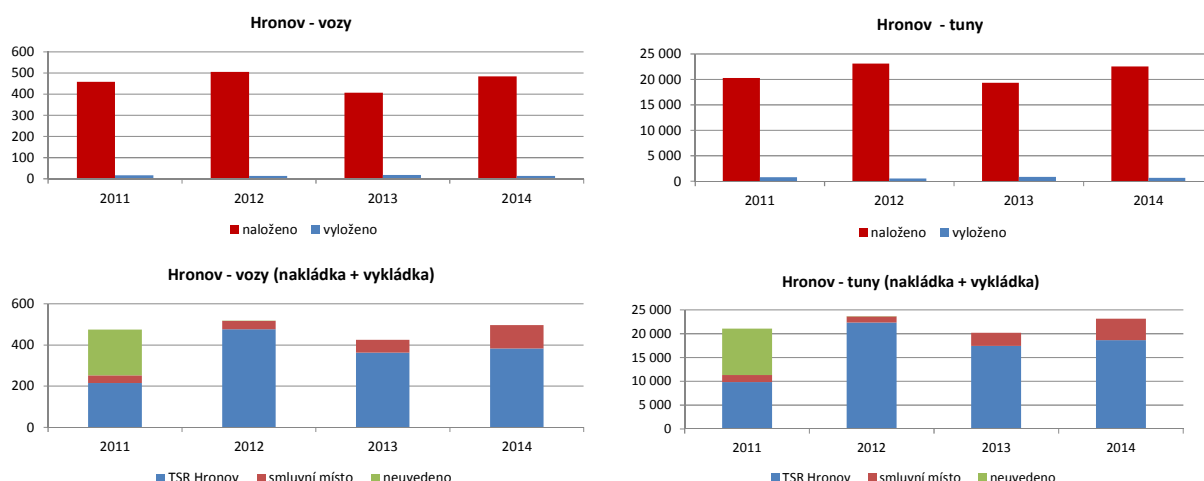 Hronov - vozy
600
500
400
300
200
100
0
2011 2012 2013 2014
naloženo vyloženo
Hronov - tuny
25 000
20 000
15 000
10 000
5 000
0
2011 2012 2013 2014
naloženo vyloženo
Hronov - vozy (nakládka + vykládka)
600
400
200
0
2011 2012 2013 2014
TSR Hronov smluvní místo neuvedeno
Hronov - tuny (nakládka + vykládka)
25 000
20 000
15 000
10 000
5 000
0
2011 2012 2013 2014
TSR Hronov smluvní místo neuvedeno